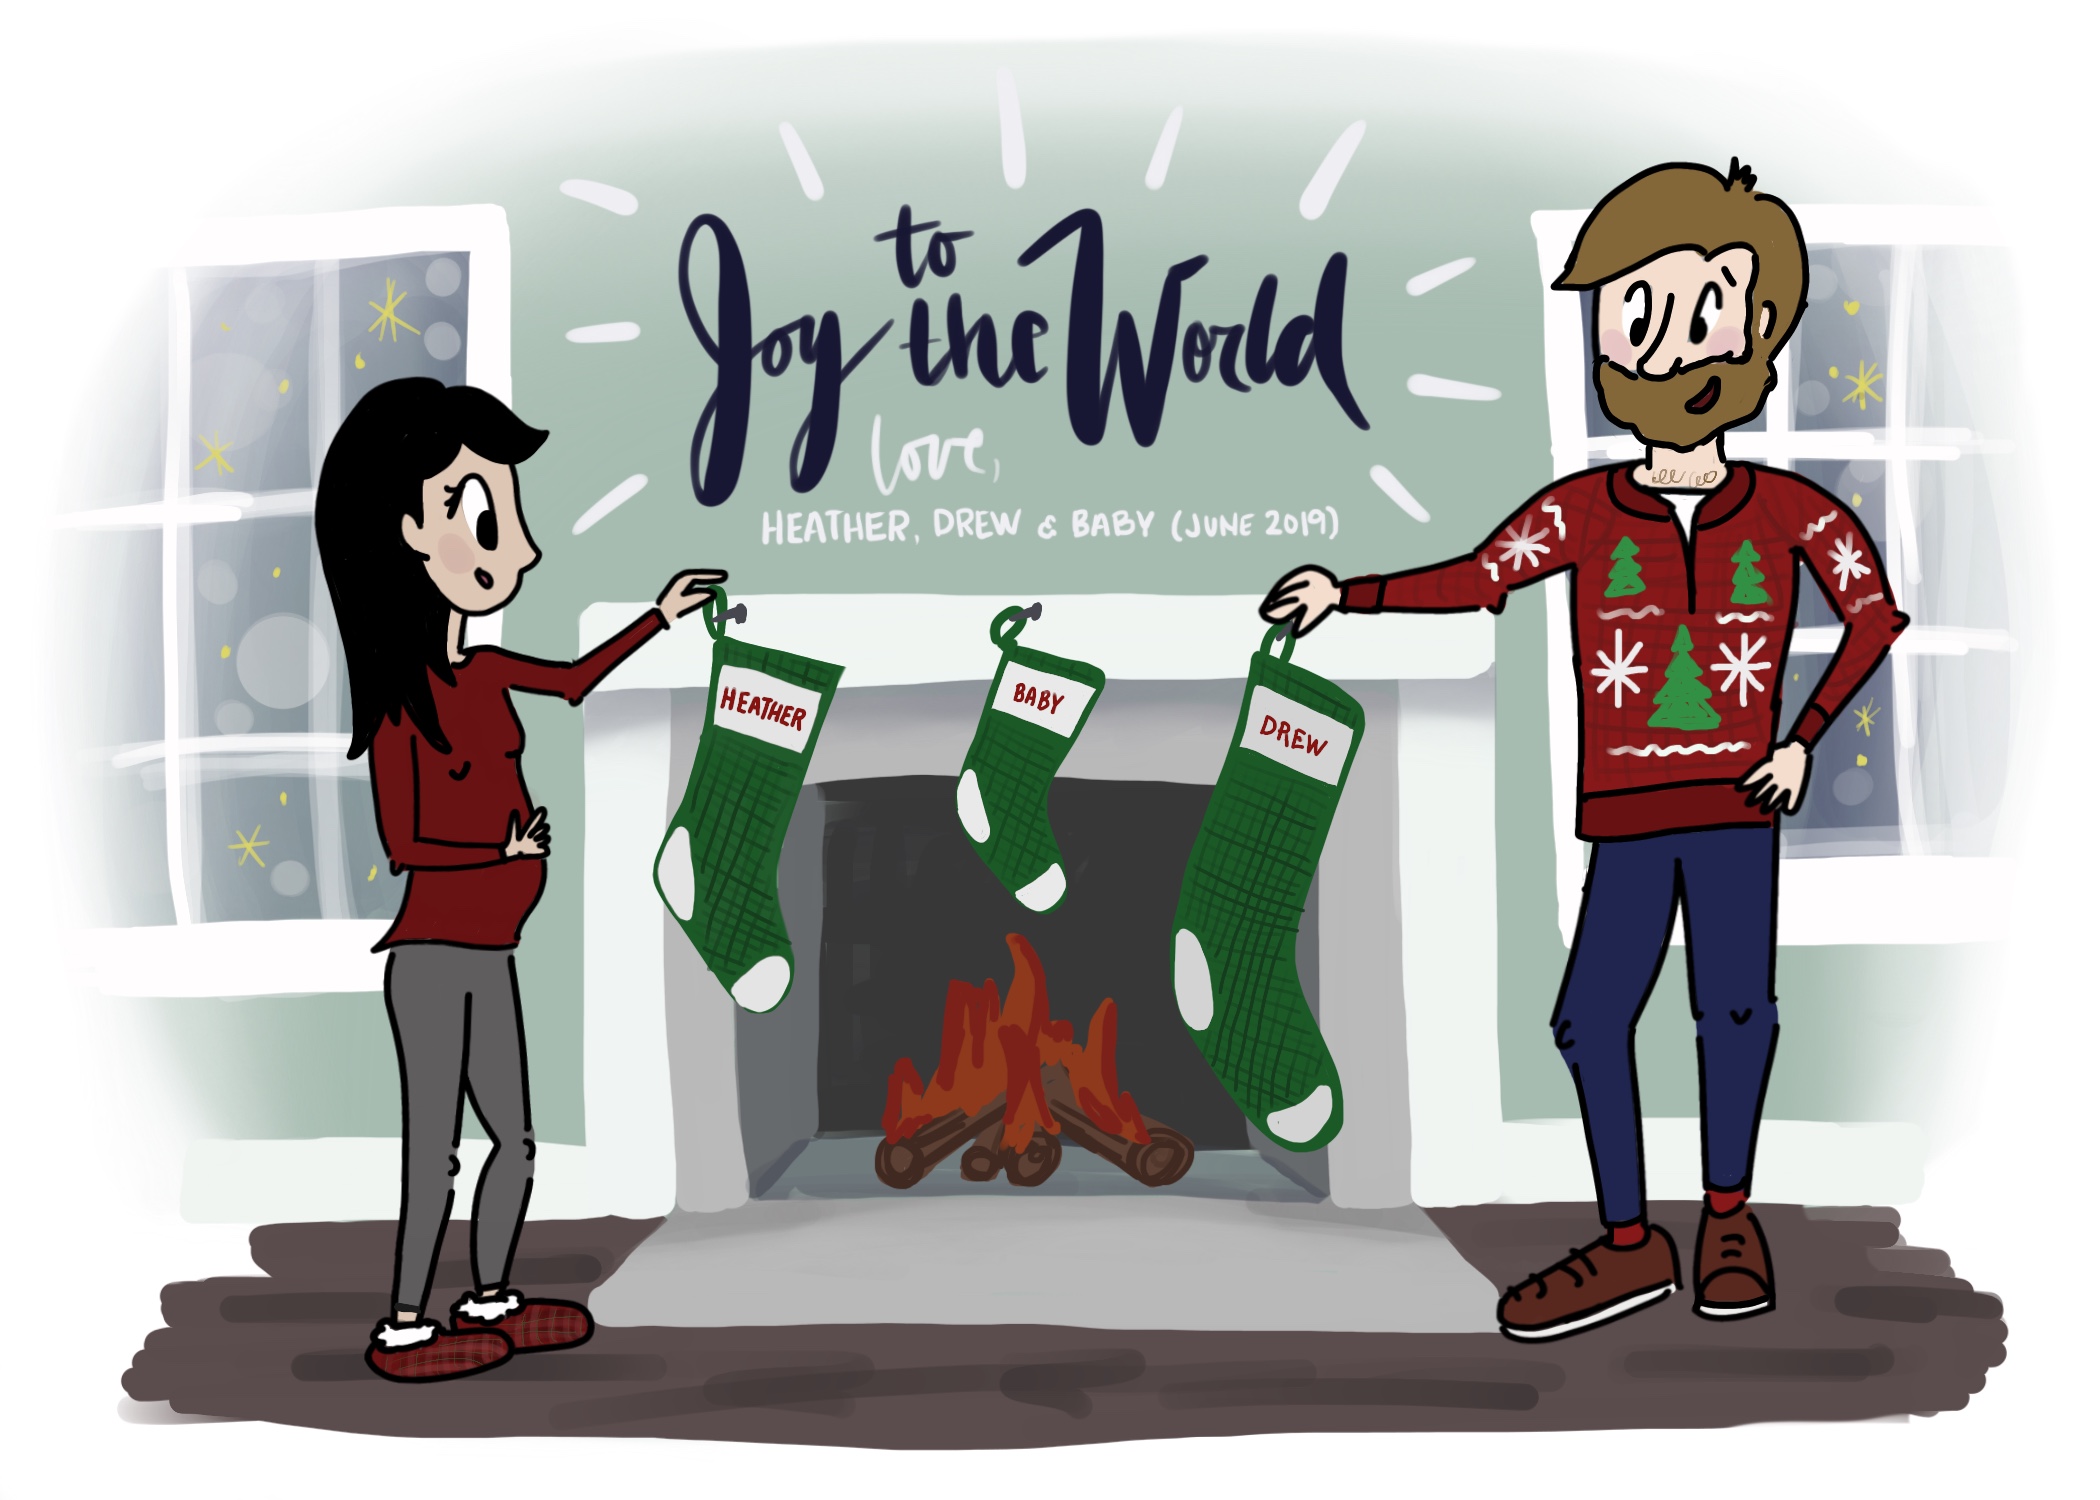 Joy to the World
love,
HEATHER, DREW & BABY (JUNE 2019)
HEATHER
BABY
DREW